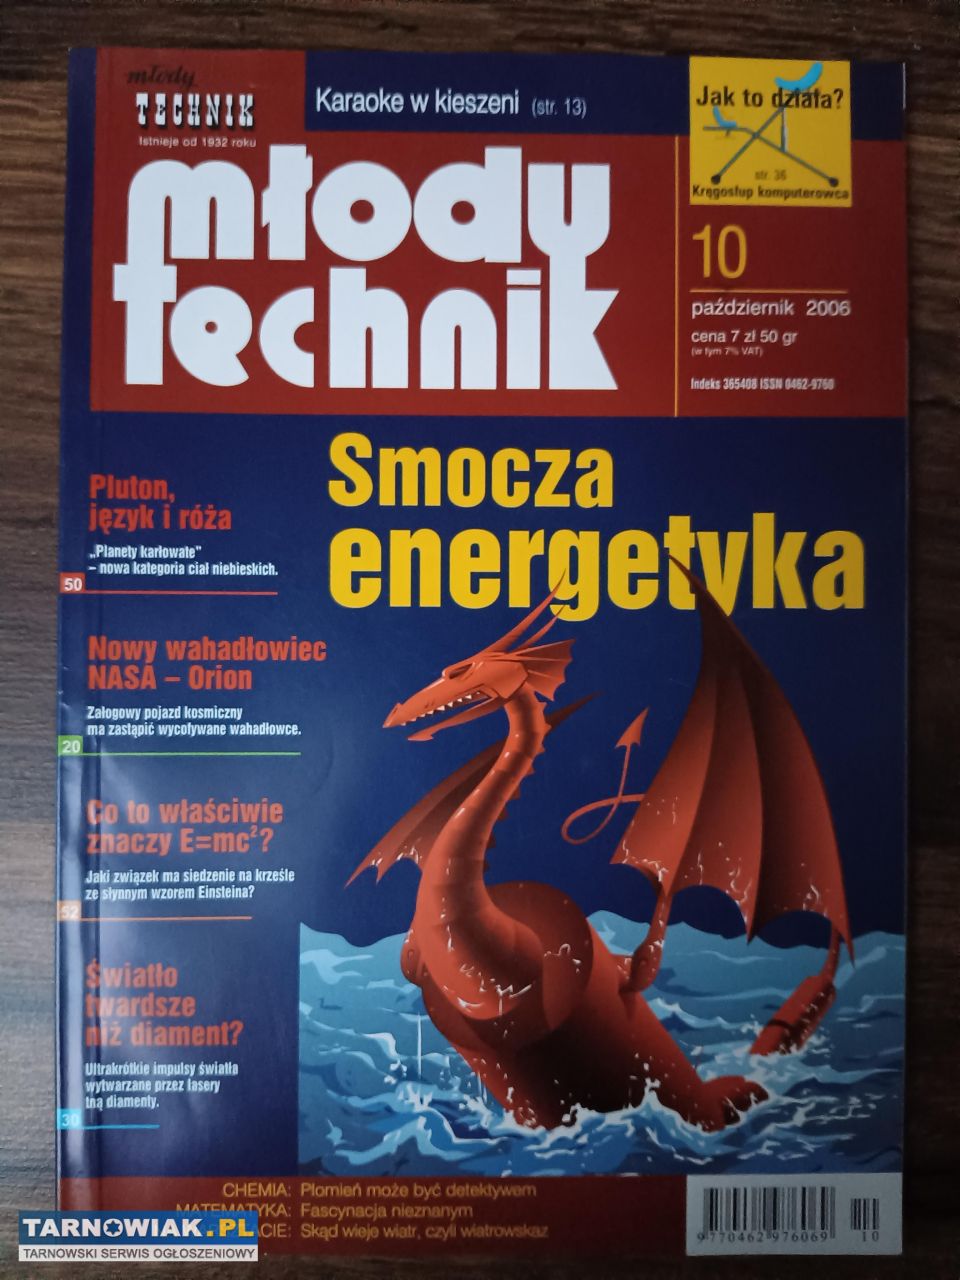 młody
TECHNIK
Istnieje od 1932 roku
Karaoke w kieszeni (str. 13)
Jak to działa?
str. 36
Kręgosłup komputerowca
młody
technik
10
październik 2006
cena 7 zł 50 gr
(w tym 7% VAT)
Indeks 365408 ISSN 0462-9760
Smocza
energetyka
Pluton,
język i róża
„Planety karłowate”
– nowa kategoria ciał niebieskich.
50
Nowy wahadłowiec
NASA – Orion
Załogowy pojazd kosmiczny
ma zastąpić wycofywane wahadłowce.
20
Co to właściwie
znaczy E=mc²?
Jaki związek ma siedzenie na krześle
ze słynnym wzorem Einsteina?
52
Światło
twardsze
niż diament?
Ultrakrótkie impulsy światła
wytwarzane przez lasery
tną diamenty.
30
CHEMIA: Płomień może być detektywem
MATEMATYKA: Fascynacja nieznanym
Skąd wieje wiatr, czyli wiatrowskaz
9 770462 976069
10
TARNOWIAK.PL
TARNOWSKI SERWIS OGŁOSZENIOWY